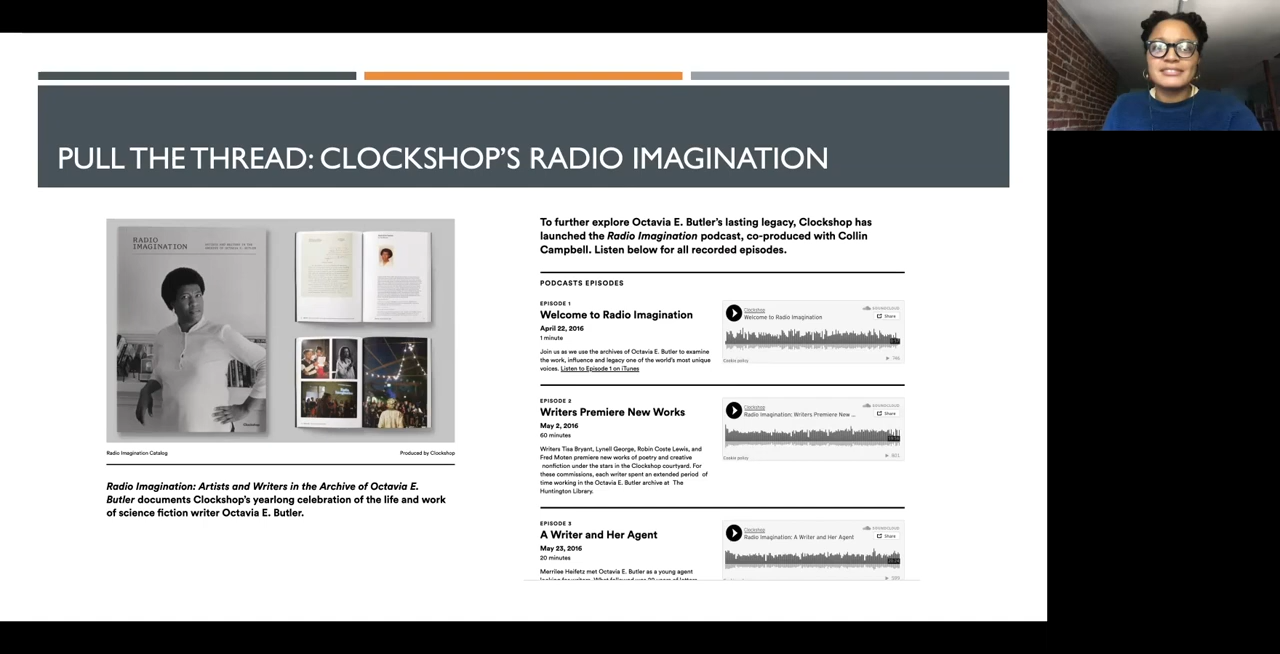 PULL THE THREAD: CLOCKSHOP'S RADIO IMAGINATION
RADIO
IMAGINATION
Radio Imagination Catalog
Produced by Clockshop
Radio Imagination: Artists and Writers in the Archive of Octavia E.
Butler documents Clockshop's yearlong celebration of the life and work
of science fiction writer Octavia E. Butler.
To further explore Octavia E. Butler's lasting legacy, Clockshop has
launched the Radio Imagination podcast, co-produced with Collin
Campbell. Listen below for all recorded episodes.
PODCASTS EPISODES
EPISODE 1
Welcome to Radio Imagination
April 22, 2016
1 minute
Join us as we use the archives of Octavia E. Butler to examine
the work, influence and legacy one of the world's most unique
voices. Listen to Episode 1 on iTunes
Clockshop
Welcome to Radio Imagination
SOUNDCLOUD
Share
Cookie policy
EPISODE 2
Writers Premiere New Works
May 2, 2016
60 minutes
Writers Tisa Bryant, Lynell George, Robin Coste Lewis, and
Fred Moten premiere new works of poetry and creative
nonfiction under the stars in the Clockshop courtyard. For
these commissions, each writer spent an extended period of
time working in the Octavia E. Butler archive at The
Huntington Library.
Clockshop
Radio Imagination: Writers Premiere New ...
SOUNDCLOUD
Share
Cookie policy
EPISODE 3
A Writer and Her Agent
May 23, 2016
20 minutes
Merrilee Heifetz met Octavia E. Butler as a young agent
Clockshop
Radio Imagination: A Writer and Her Agent
SOUNDCLOUD
Share